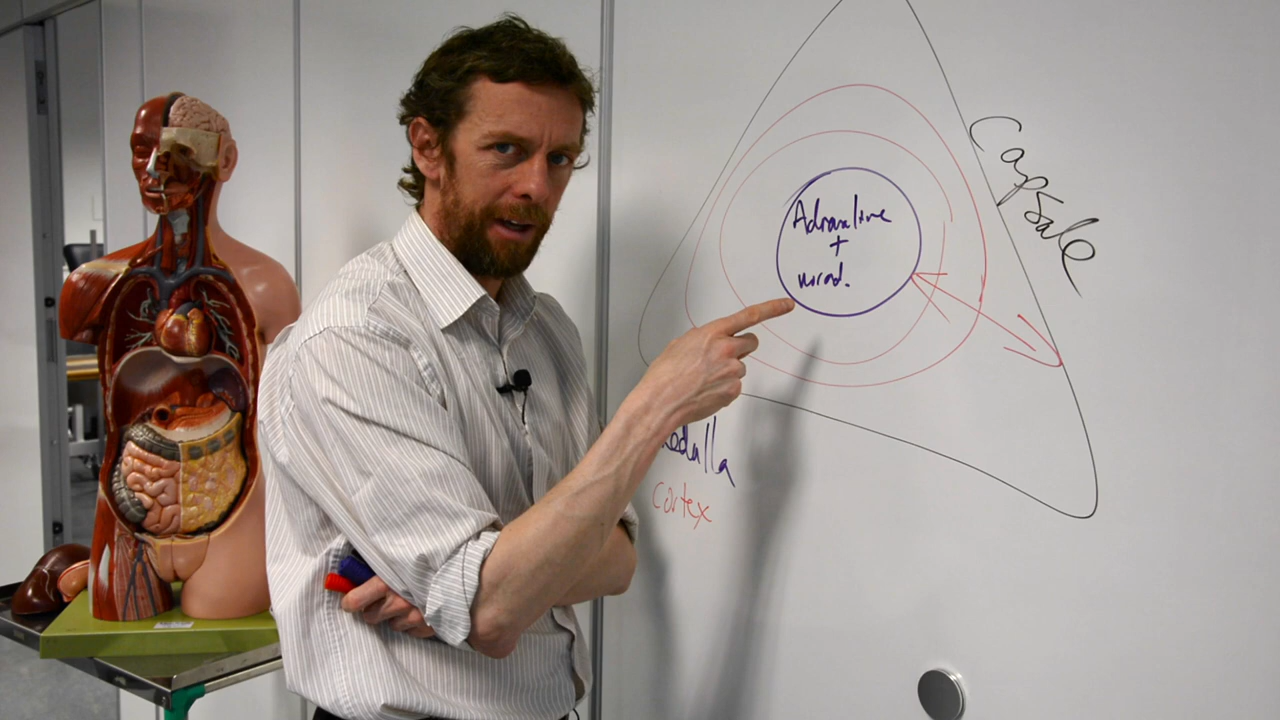 Adrenaline
+
norad.
Capsule
edulla
cortex